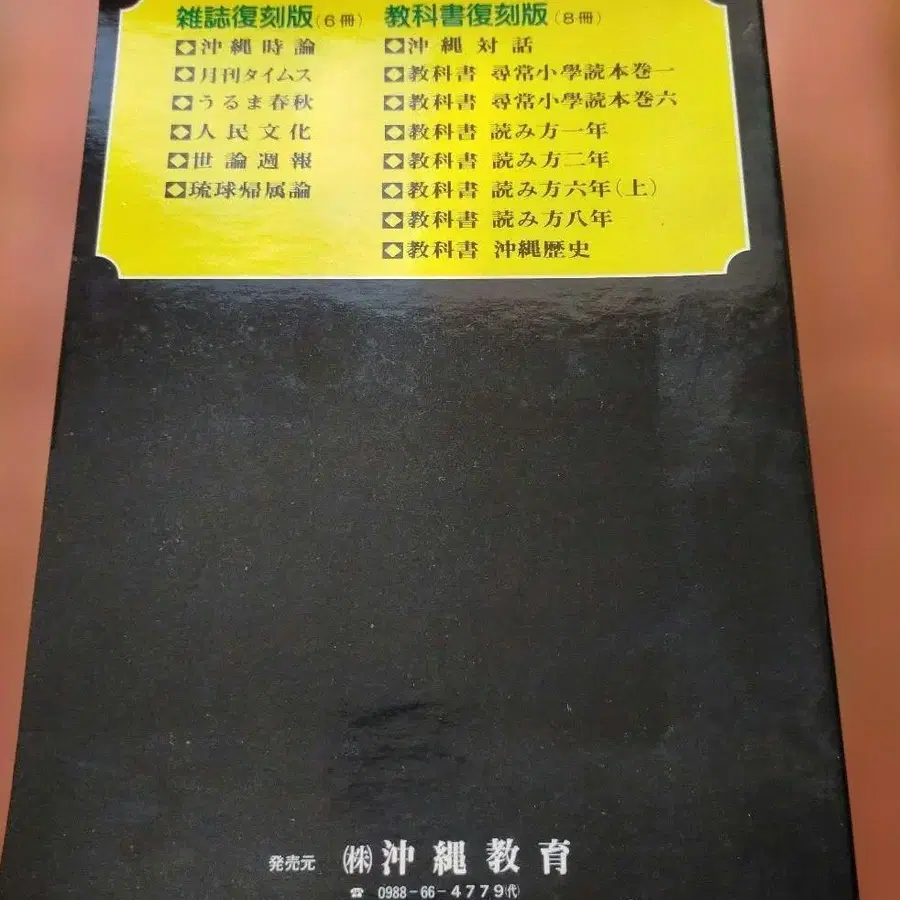 雑誌復刻版(6冊)
◆沖縄時論
◆月刊タイムス
◆うるま春秋
◆人民文化
◆世論週報
◆琉球帰属論
教科書復刻版(8冊)
◆沖縄対話
◆教科書 尋常小學読本巻一
◆教科書 尋常小學読本巻六
◆教科書 読み方一年
◆教科書 読み方二年
◆教科書 読み方六年(上)
◆教科書 読み方八年
◆教科書 沖縄歴史
発売元 ㈱沖縄教育
☎ 0988-66-4779㈹